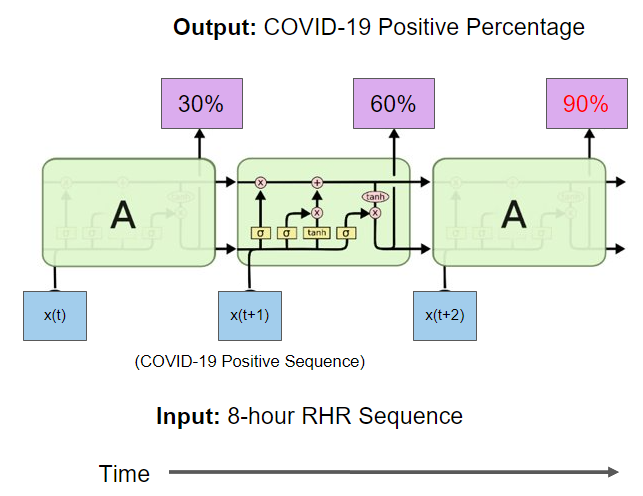 Output: COVID-19 Positive Percentage
30%
60%
90%
A
x
+
tanh
x
x
σ
σ
tanh
σ
A
x(t)
x(t+1)
x(t+2)
(COVID-19 Positive Sequence)
Input: 8-hour RHR Sequence
Time